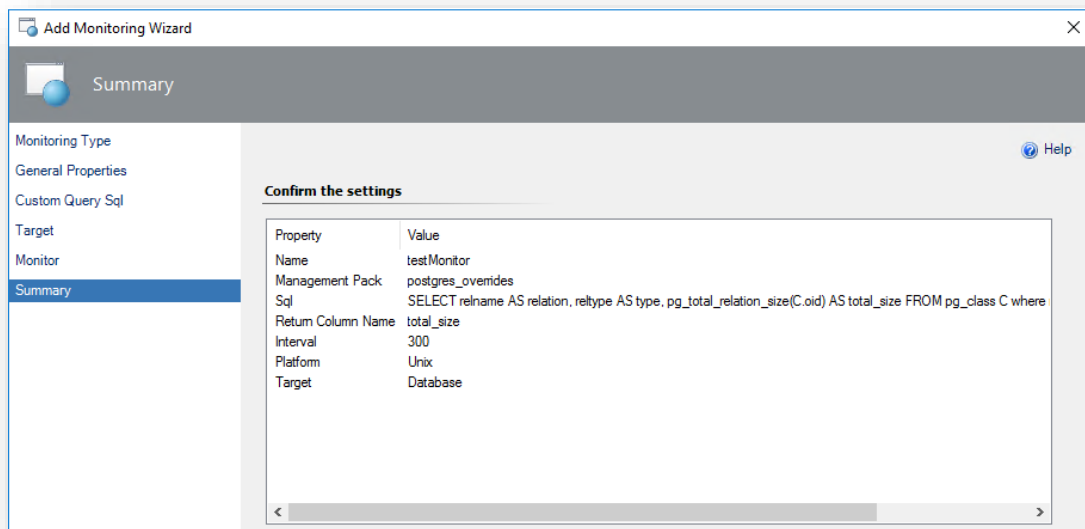 Add Monitoring Wizard
Summary
Monitoring Type
General Properties
Custom Query Sql
Target
Monitor
Summary
Help
Confirm the settings
Property Value
Name testMonitor
Management Pack postgres_overrides
Sql SELECT relname AS relation, reltype AS type, pg_total_relation_size(C.oid) AS total_size FROM pg_class C where
Return Column Name total_size
Interval 300
Platform Unix
Target Database